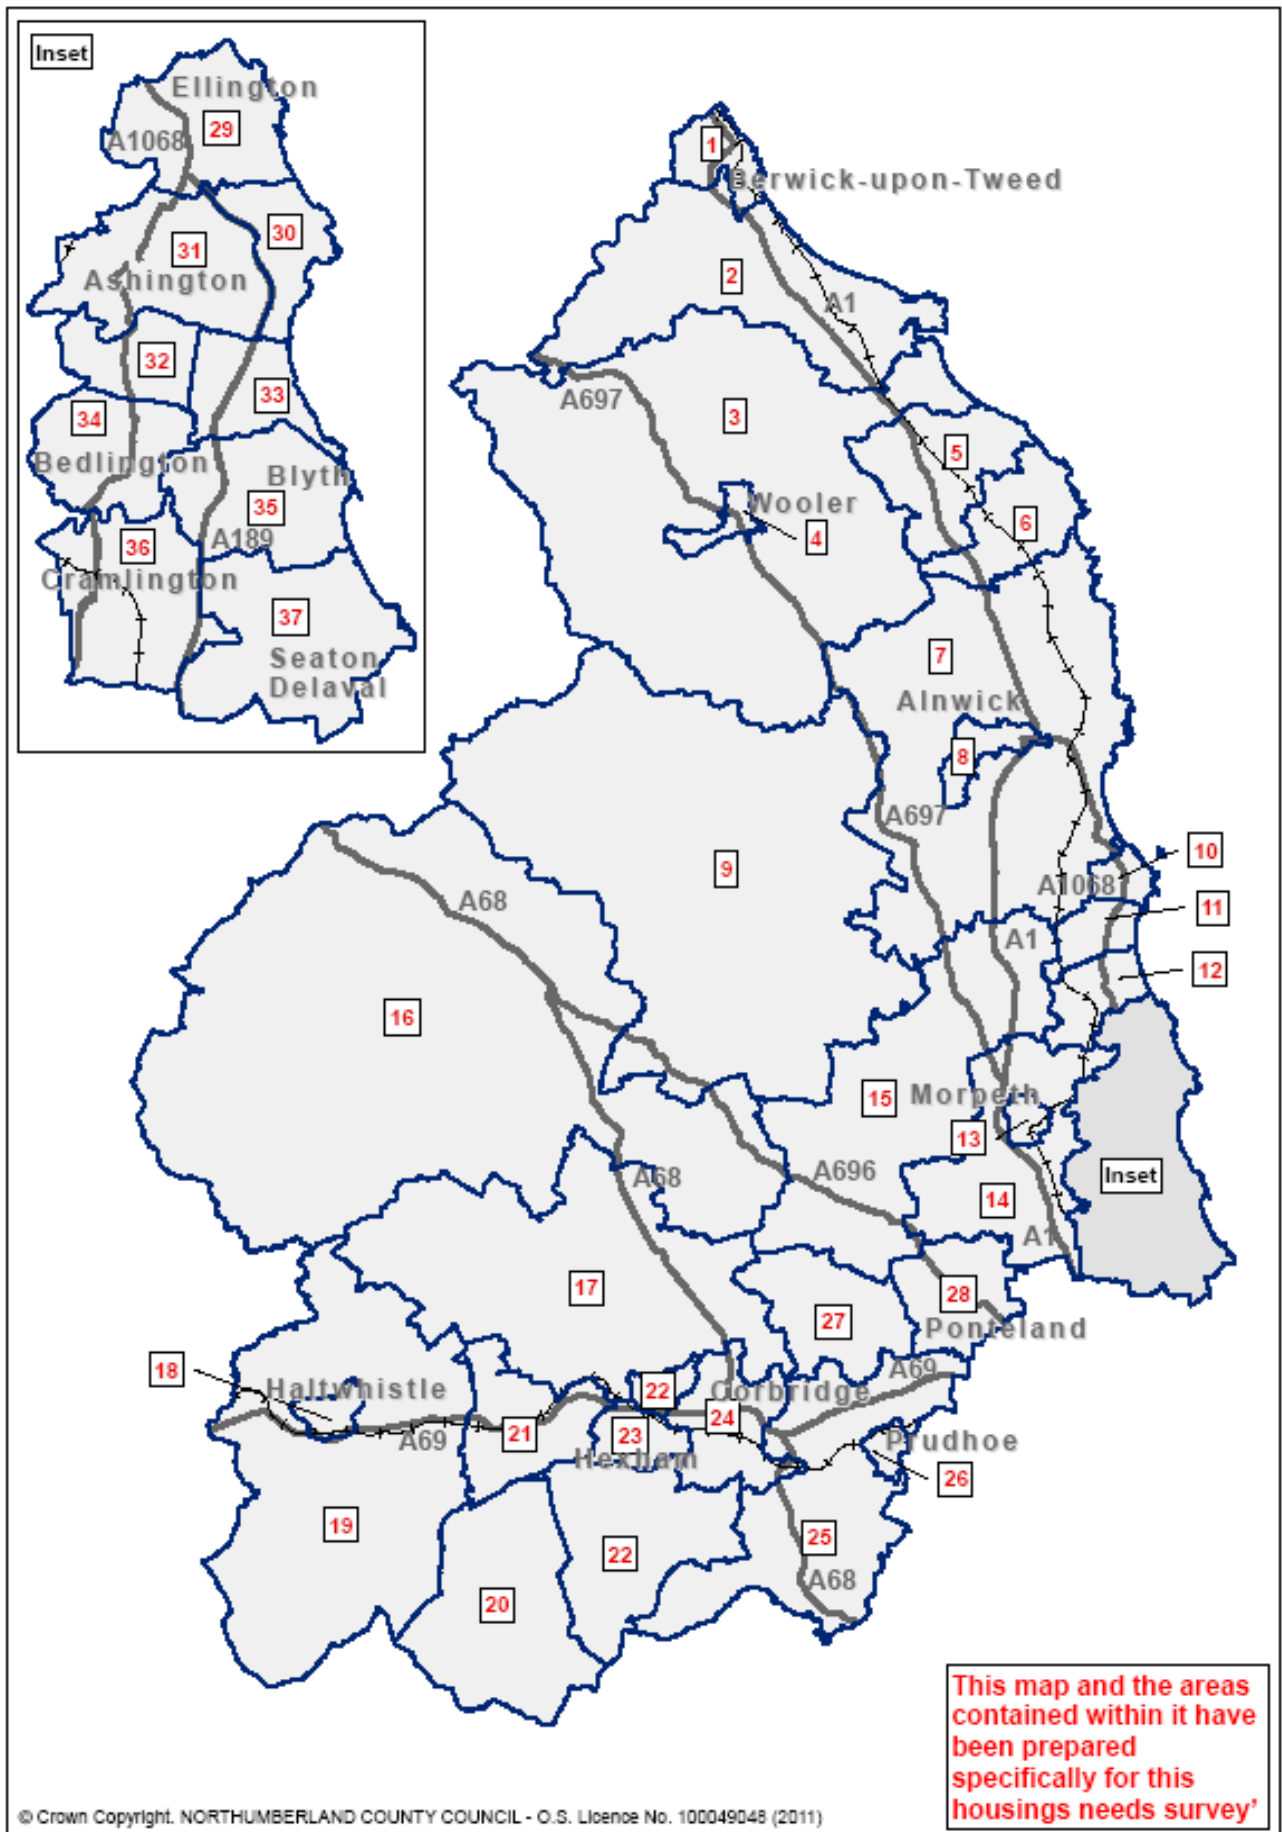 Inset
Ellington
29
A1068
30
31
Ashington
32
33
34
Bedlington
Blyth
35
36
A189
Cramlington
37
Seaton
Delaval
1
Berwick-upon-Tweed
2
A1
A697
3
5
Wooler
4
6
7
Alnwick
8
A697
9
10
A1068
11
A68
A1
12
16
15
Morpeth
13
A696
A68
Inset
14
A1
17
28
27
Ponteland
18
Haltwhistle
22
Corbridge
A69
24
21
23
A69
Hexham
Prudhoe
26
19
25
22
A68
20
This map and the areas
contained within it have
been prepared
specifically for this
housings needs survey'
© Crown Copyright. NORTHUMBERLAND COUNTY COUNCIL - O.S. Licence No. 100049048 (2011)